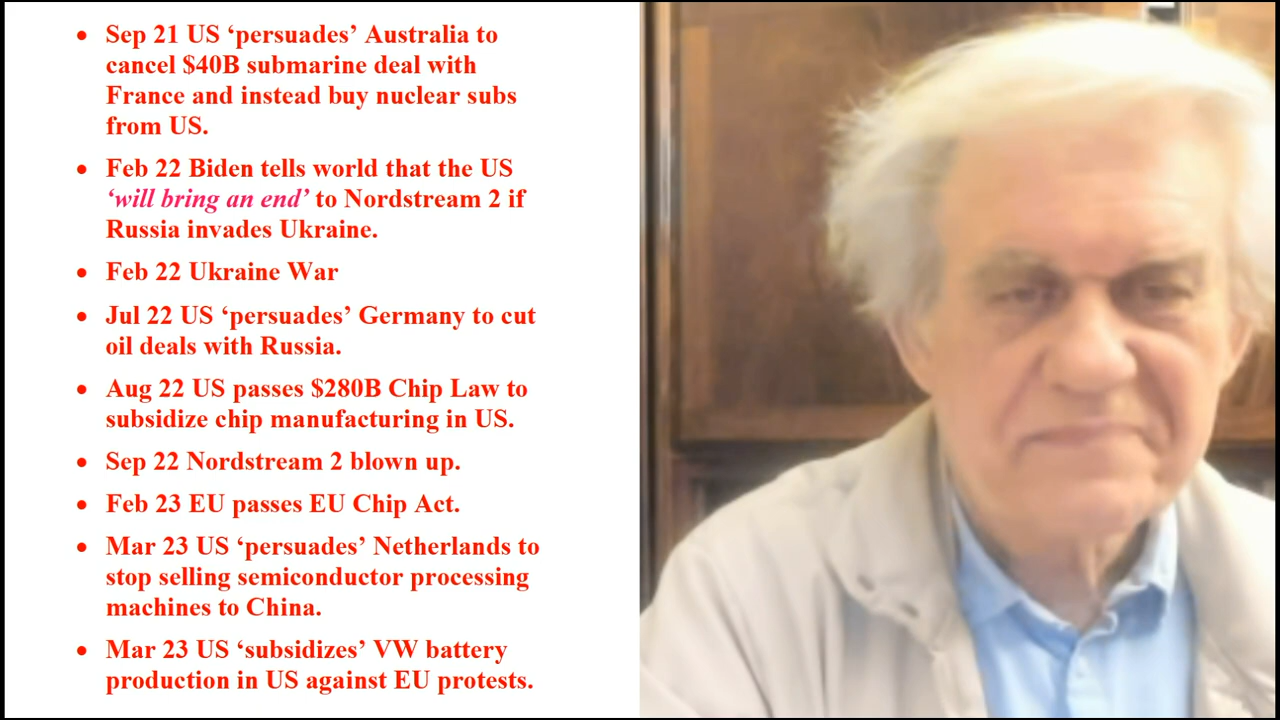 • Sep 21 US ‘persuades’ Australia to
cancel $40B submarine deal with
France and instead buy nuclear subs
from US.
• Feb 22 Biden tells world that the US
‘will bring an end’ to Nordstream 2 if
Russia invades Ukraine.
• Feb 22 Ukraine War
• Jul 22 US ‘persuades’ Germany to cut
oil deals with Russia.
• Aug 22 US passes $280B Chip Law to
subsidize chip manufacturing in US.
• Sep 22 Nordstream 2 blown up.
• Feb 23 EU passes EU Chip Act.
• Mar 23 US ‘persuades’ Netherlands to
stop selling semiconductor processing
machines to China.
• Mar 23 US ‘subsidizes’ VW battery
production in US against EU protests.